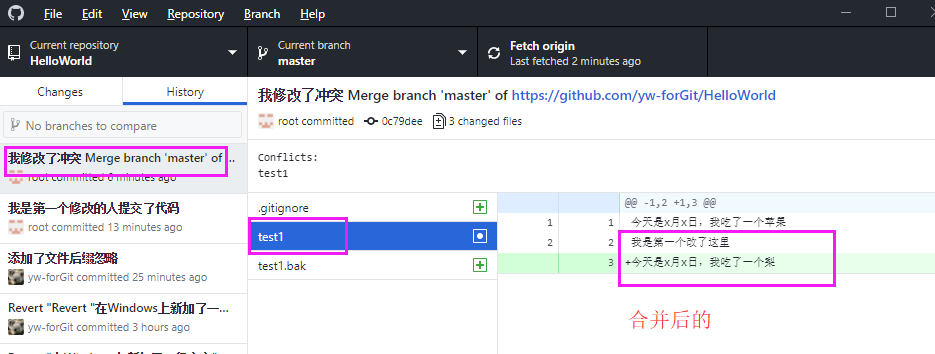 File Edit View Repository Branch Help
Current repository
HelloWorld
Current branch
master
Fetch origin
Last fetched 2 minutes ago
Changes
History
No branches to compare
我修改了冲突 Merge branch 'master' of ...
root committed 6 minutes ago
我是第一个修改的人提交了代码
root committed 13 minutes ago
添加了文件后缀忽略
yw-forGit committed 25 minutes ago
Revert "Revert "在Windows上新加了一...
yw-forGit committed 3 hours ago
我修改了冲突 Merge branch 'master' of https://github.com/yw-forGit/HelloWorld
root committed 0c79dee 3 changed files
Conflicts:
test1
.gitignore
test1
test1.bak
@@ -1,2 +1,3 @@
1 1 今天是x月x日，我吃了一个苹果
2 2 我是第一个改了这里
3 +今天是x月x日，我吃了一个梨
合并后的